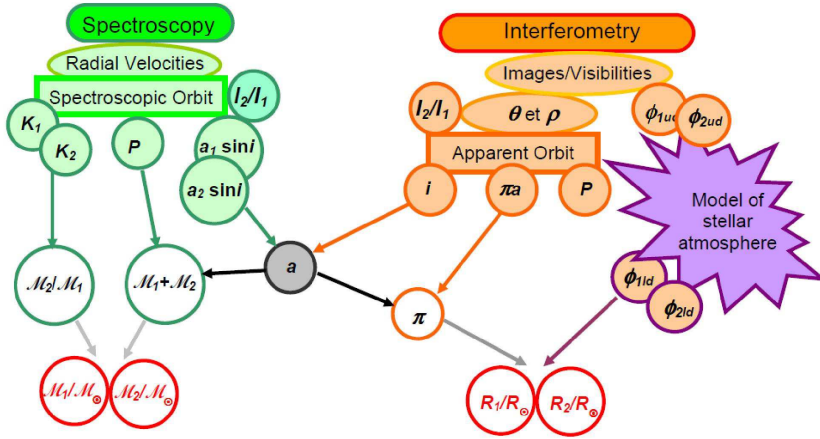 Spectroscopy
Radial Velocities
Spectroscopic Orbit
I₂/I₁
K₁
K₂
P
a₁ sini
a₂ sini
ℳ₂/ℳ₁
ℳ₁+ℳ₂
a
ℳ₁/ℳ☉
ℳ₂/ℳ☉
Interferometry
Images/Visibilities
I₂/I₁
θ et ρ
ϕ1ud
ϕ2ud
Apparent Orbit
i
πa
P
Model of
stellar
atmosphere
ϕ1ld
ϕ2ld
π
R₁/R☉
R₂/R☉